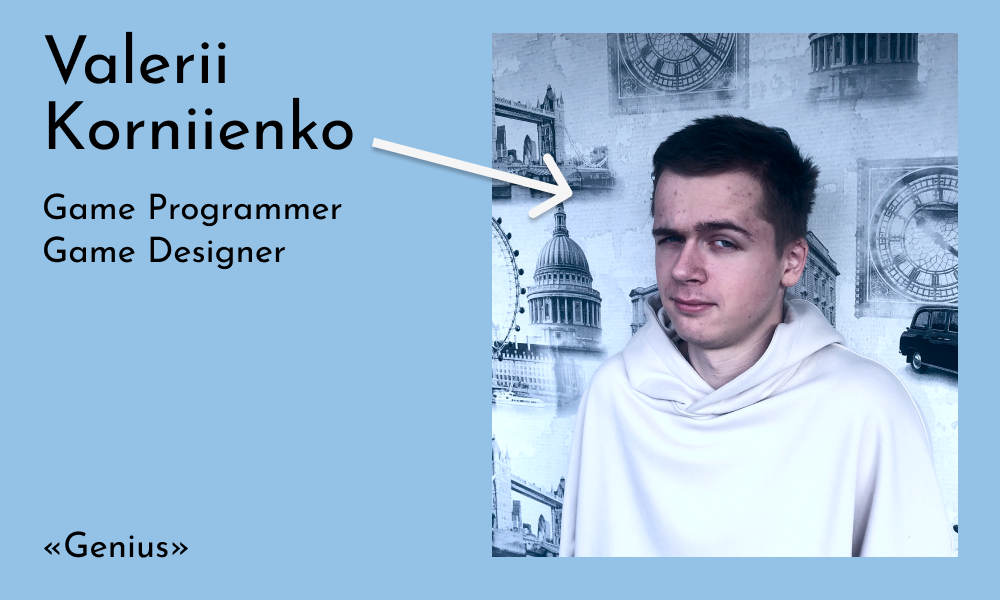 Valerii
Korniienko
Game Programmer
Game Designer
«Genius»